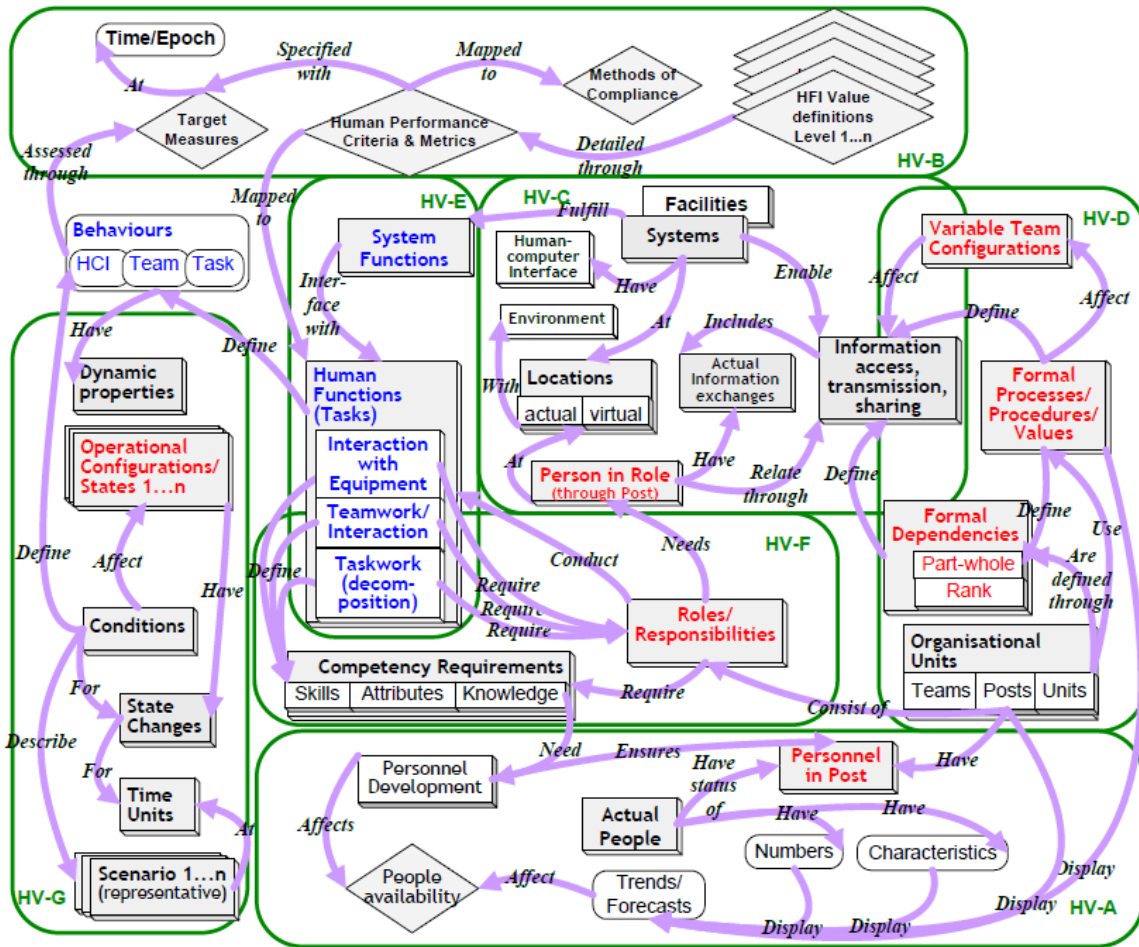 Time/Epoch
Specified
with
Mapped
to
At
Methods of
Compliance
HFI Value
definitions
Level 1...n
Target
Measures
Human Performance
Criteria & Metrics
Assessed
through
Detailed
through
HV-B
Mapped
to
HV-E
HV-C
Fulfill
Facilities
HV-D
Behaviours
HCI
Team
Task
System
Functions
Human-
computer
Interface
Systems
Variable Team
Configurations
Inter-
face
with
Have
Enable
Affect
Affect
Have
Define
Environment
At
Includes
Define
Dynamic
properties
Human
Functions
(Tasks)
With
Locations
actual
virtual
Actual
Information
exchanges
Information
access,
transmission,
sharing
Formal
Processes/
Procedures/
Values
Operational
Configurations/
States 1...n
Interaction with
Equipment
At
Person in Role
(through Post)
Have
Relate
through
Define
Teamwork/
Interaction
Formal
Dependencies
Part-whole
Rank
Define
Use
Define
Affect
Have
Define
Taskwork
(decom-
position)
Conduct
Needs
HV-F
Are
defined
through
Require
Require
Require
Conditions
Roles/
Responsibilities
Organisational
Units
Teams
Posts
Units
Competency Requirements
Skills
Attributes
Knowledge
For
State
Changes
Require
Consist of
Describe
Need
Ensures
Have
status
of
Personnel
in Post
Have
For
Personnel
Development
Time
Units
At
Affects
Actual
People
Have
Have
Numbers
Characteristics
Scenario 1...n
(representative)
HV-G
People
availability
Affect
Trends/
Forecasts
Display
Display
Display
Display
HV-A